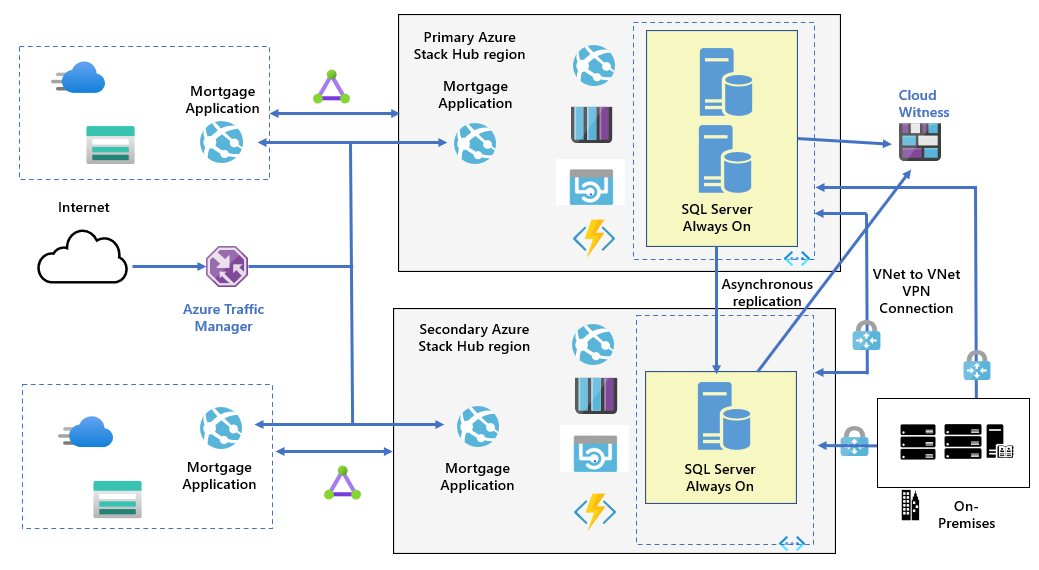 Primary Azure
Stack Hub region
Mortgage
Application
Mortgage
Application
SQL Server
Always On
Cloud
Witness
Internet
Azure Traffic
Manager
Asynchronous
replication
VNet to VNet
VPN
Connection
Secondary Azure
Stack Hub region
Mortgage
Application
Mortgage
Application
SQL Server
Always On
On-
Premises